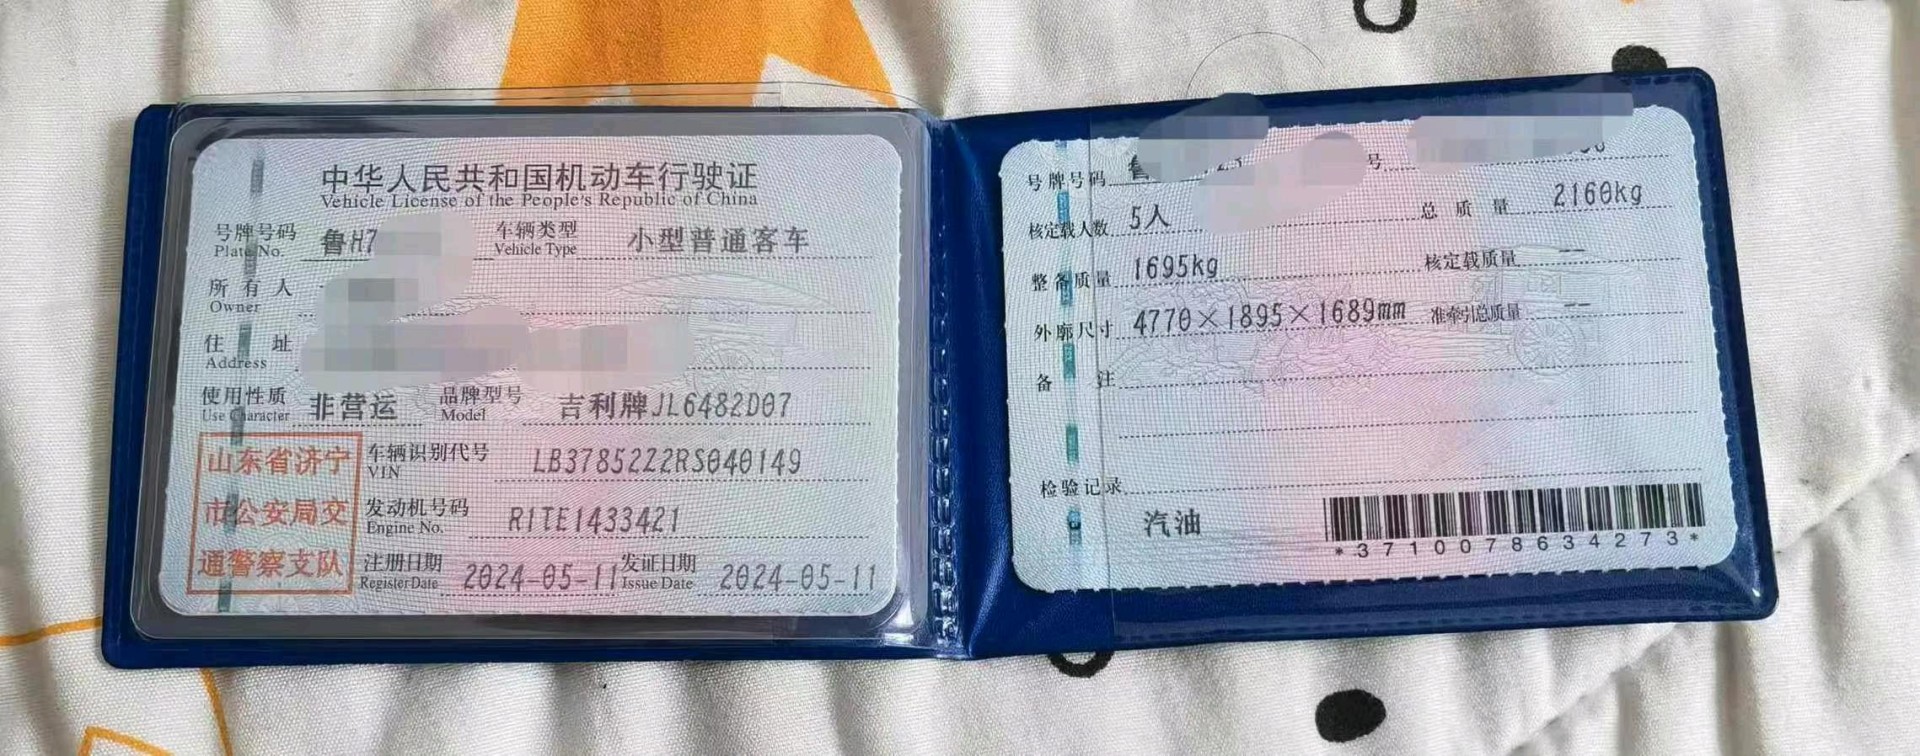 中华人民共和国机动车行驶证
Vehicle License of the People's Republic of China
号牌号码 鲁H7 车辆类型 小型普通客车
Plate No. Vehicle Type
所有人
Owner
住址
Address
使用性质 非营运 品牌型号 吉利牌JL6482D07
Use Character Model
山东省济宁
市公安局交
通警察支队
车辆识别代号 LB37852Z2RS040149
VIN
发动机号码 R1TE1433421
Engine No.
注册日期 2024-05-11 发证日期 2024-05-11
Register Date Issue Date
号牌号码 鲁 号
核定载人数 5人 总质量 2160kg
整备质量 1695kg 核定载质量 --
外廓尺寸 4770×1895×1689mm 准牵引总质量 --
备注
检验记录
汽油
*3710078634273*